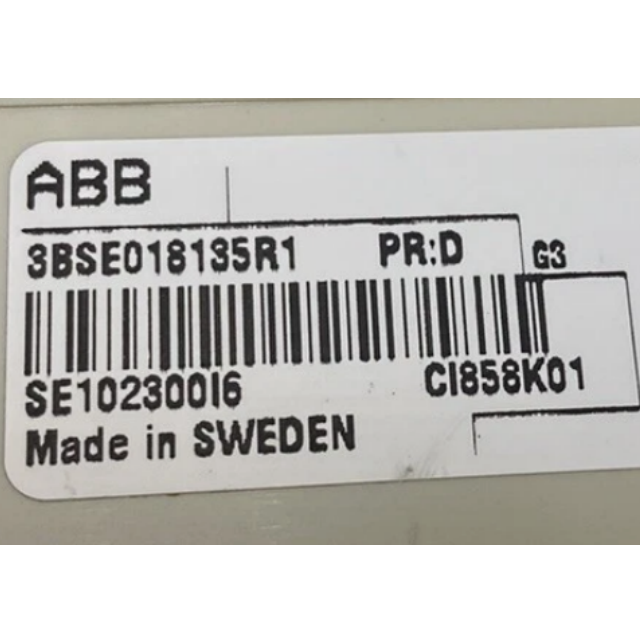 ABB
3BSE018135R1 PR:D G3
SE10230016 CI858K01
Made in SWEDEN